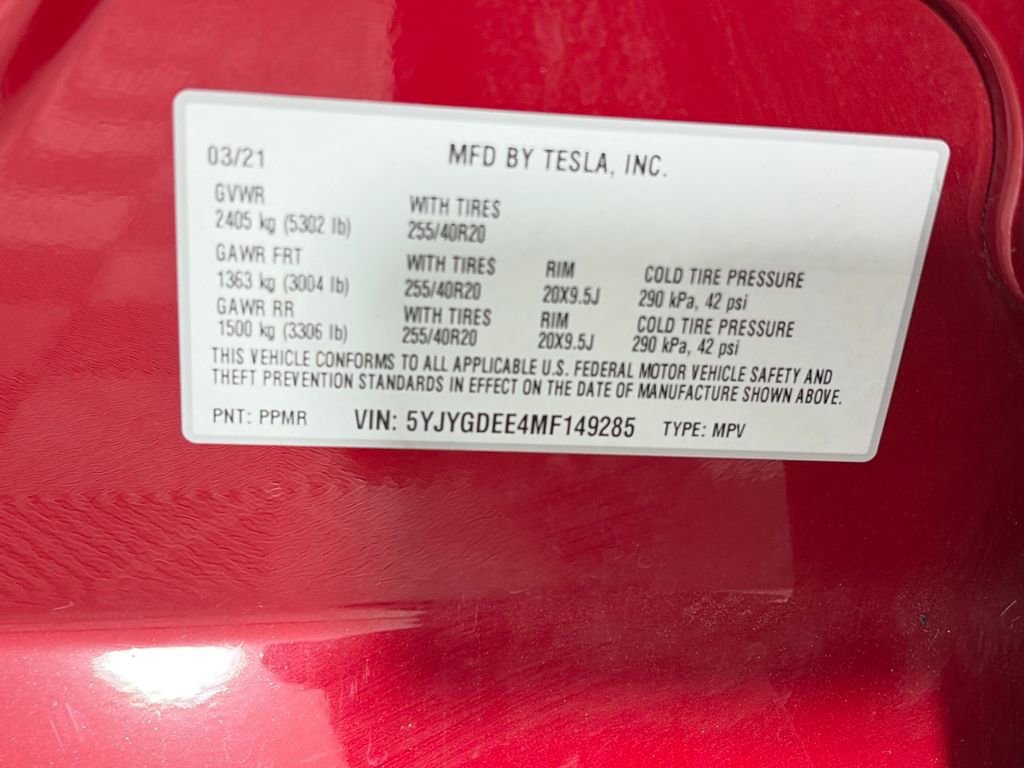 03/21 MFD BY TESLA, INC.
GVWR WITH TIRES
2405 kg (5302 lb) 255/40R20
GAWR FRT WITH TIRES RIM COLD TIRE PRESSURE
1363 kg (3004 lb) 255/40R20 20X9.5J 290 kPa, 42 psi
GAWR RR WITH TIRES RIM COLD TIRE PRESSURE
1500 kg (3306 lb) 255/40R20 20X9.5J 290 kPa, 42 psi
THIS VEHICLE CONFORMS TO ALL APPLICABLE U.S. FEDERAL MOTOR VEHICLE SAFETY AND
THEFT PREVENTION STANDARDS IN EFFECT ON THE DATE OF MANUFACTURE SHOWN ABOVE.
PNT: PPMR VIN: 5YJYGDEE4MF149285 TYPE: MPV